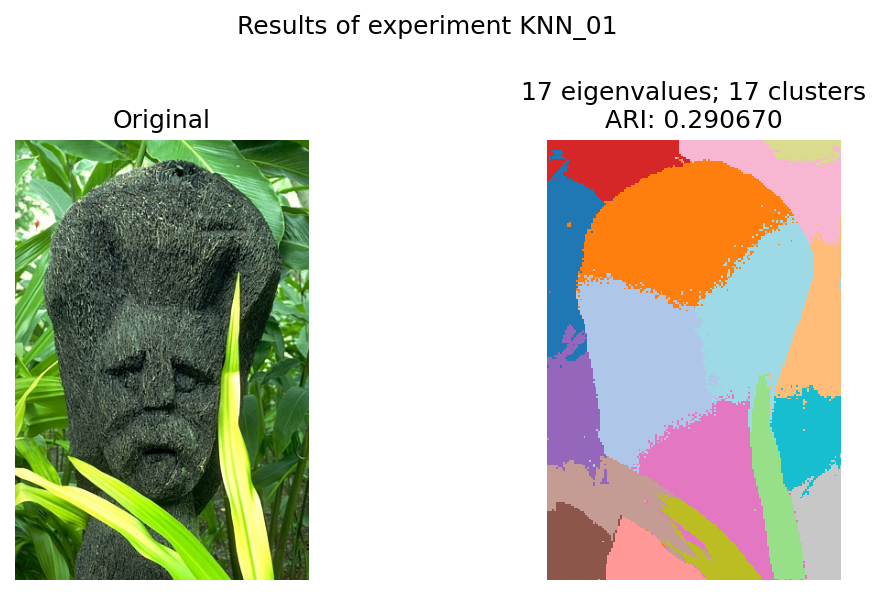 Results of experiment KNN_01
Original
17 eigenvalues; 17 clusters
ARI: 0.290670